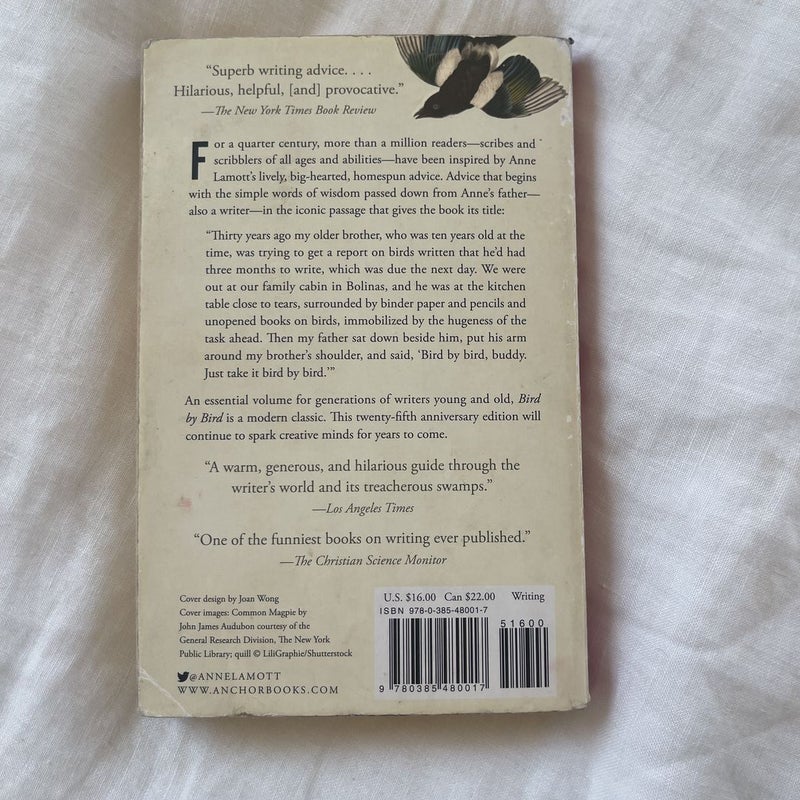 “Superb writing advice. . . .
Hilarious, helpful, [and] provocative.”
—The New York Times Book Review
For a quarter century, more than a million readers—scribes and
scribblers of all ages and abilities—have been inspired by Anne
Lamott’s lively, big-hearted, homespun advice. Advice that begins
with the simple words of wisdom passed down from Anne’s father—
also a writer—in the iconic passage that gives the book its title:
“Thirty years ago my older brother, who was ten years old at the
time, was trying to get a report on birds written that he’d had
three months to write, which was due the next day. We were
out at our family cabin in Bolinas, and he was at the kitchen
table close to tears, surrounded by binder paper and pencils and
unopened books on birds, immobilized by the hugeness of the
task ahead. Then my father sat down beside him, put his arm
around my brother’s shoulder, and said, ‘Bird by bird, buddy.
Just take it bird by bird.’”
An essential volume for generations of writers young and old, Bird
by Bird is a modern classic. This twenty-fifth anniversary edition will
continue to spark creative minds for years to come.
“A warm, generous, and hilarious guide through the
writer’s world and its treacherous swamps.”
—Los Angeles Times
“One of the funniest books on writing ever published.”
—The Christian Science Monitor
Cover design by Joan Wong
Cover images: Common Magpie by
John James Audubon courtesy of the
General Research Division, The New York
Public Library; quill © LiliGraphie/Shutterstock
@ANNELAMOTT
WWW.ANCHORBOOKS.COM
U.S. $16.00 Can $22.00 Writing
ISBN 978-0-385-48001-7
51600
9 780385 480017